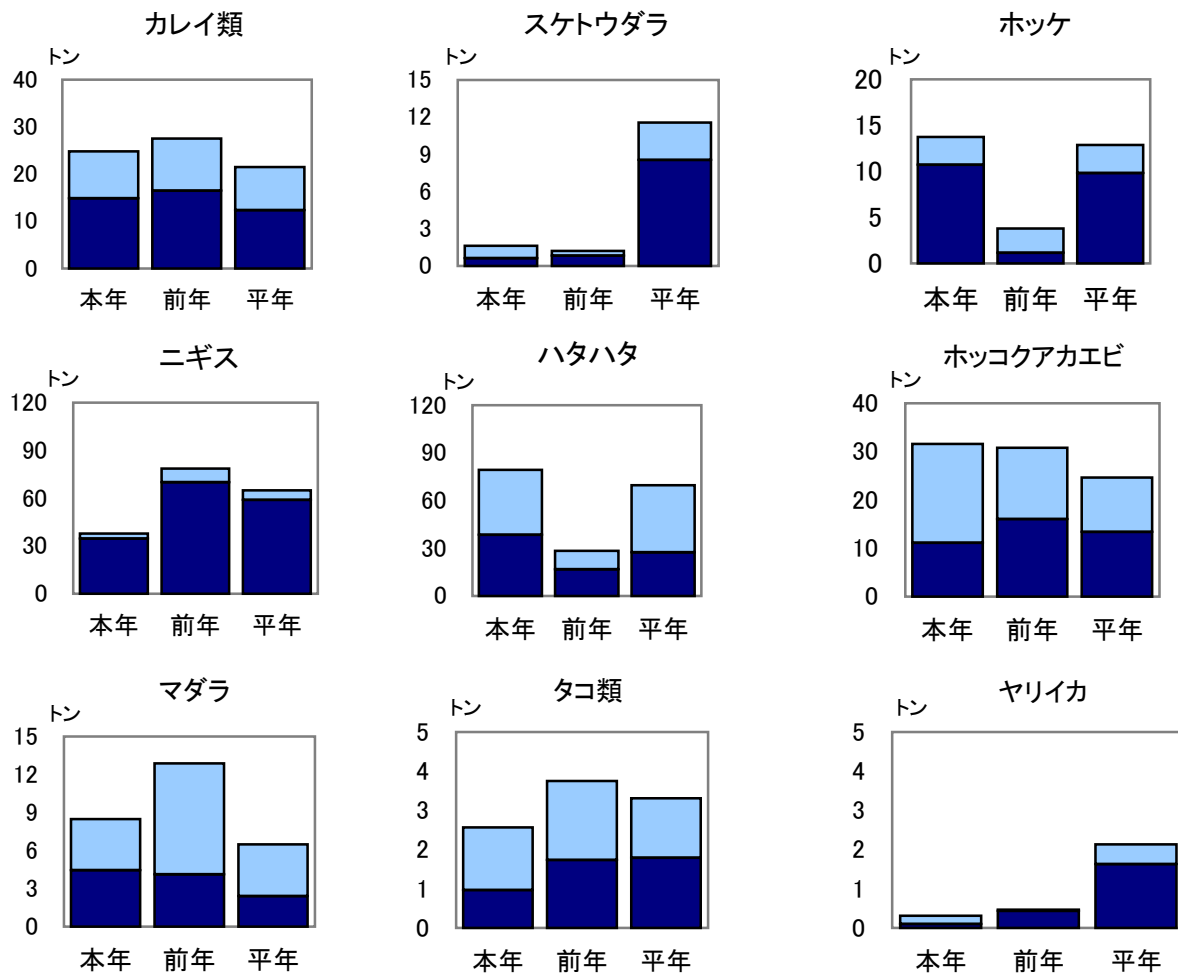 カレイ類
トン
40
30
20
10
0
本年 前年 平年
スケトウダラ
トン
15
12
9
6
3
0
本年 前年 平年
ホッケ
トン
20
15
10
5
0
本年 前年 平年
ニギス
トン
120
90
60
30
0
本年 前年 平年
ハタハタ
トン
120
90
60
30
0
本年 前年 平年
ホッコクアカエビ
トン
40
30
20
10
0
本年 前年 平年
マダラ
トン
15
12
9
6
3
0
本年 前年 平年
タコ類
トン
5
4
3
2
1
0
本年 前年 平年
ヤリイカ
トン
5
4
3
2
1
0
本年 前年 平年